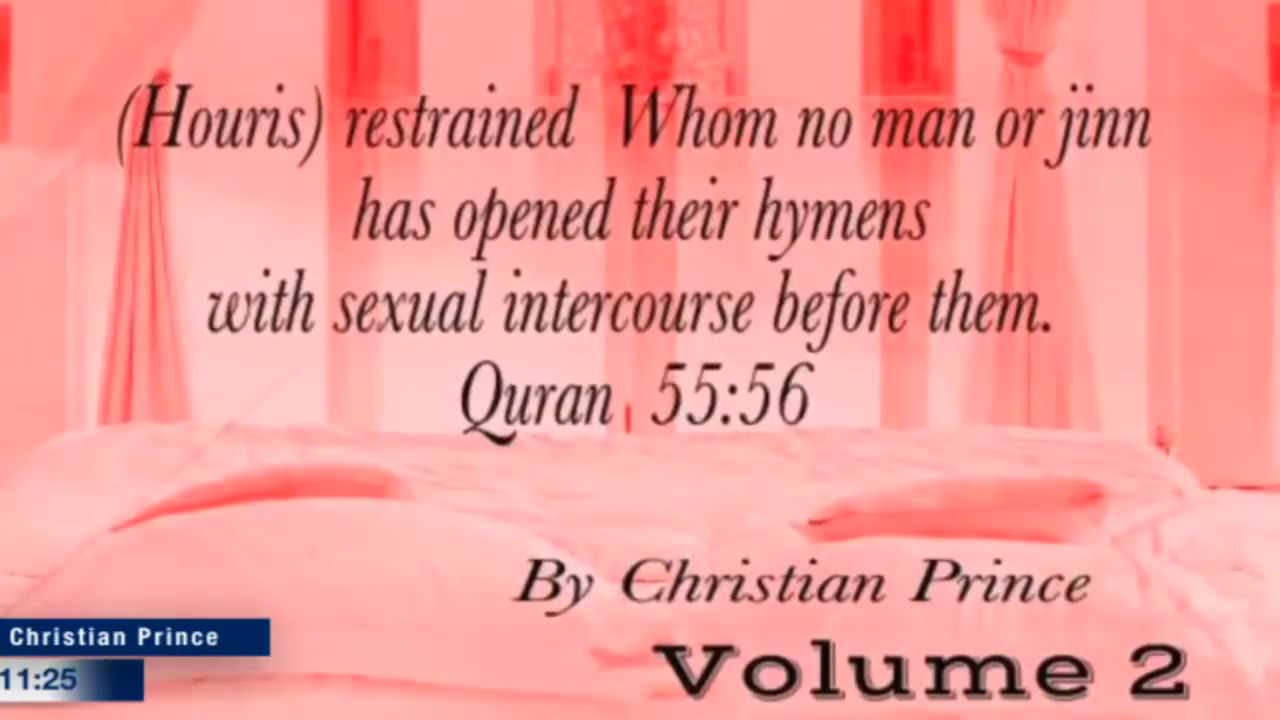 (Houris) restrained Whom no man or jinn
has opened their hymens
with sexual intercourse before them.
Quran 55:56
By Christian Prince
Volume 2
Christian Prince
11:25